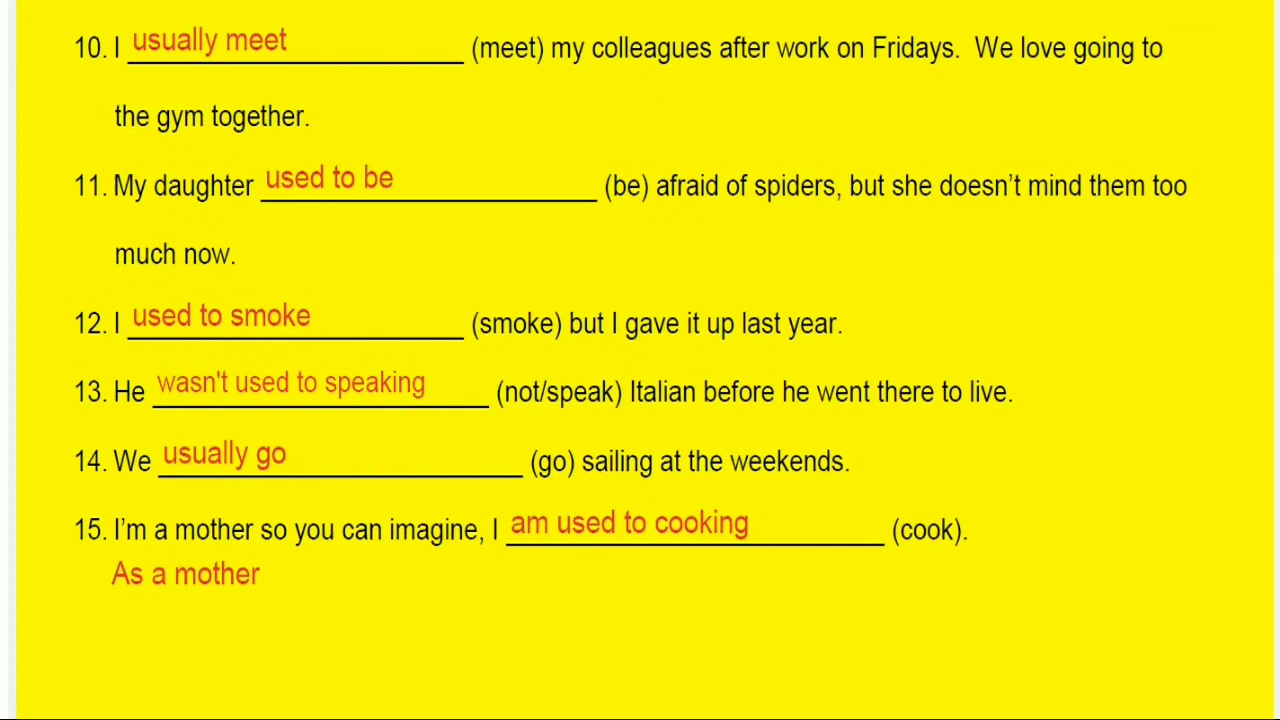 10. I usually meet (meet) my colleagues after work on Fridays. We love going to
the gym together.
11. My daughter used to be (be) afraid of spiders, but she doesn't mind them too
much now.
12. I used to smoke (smoke) but I gave it up last year.
13. He wasn't used to speaking (not/speak) Italian before he went there to live.
14. We usually go (go) sailing at the weekends.
15. I'm a mother so you can imagine, I am used to cooking (cook).
As a mother